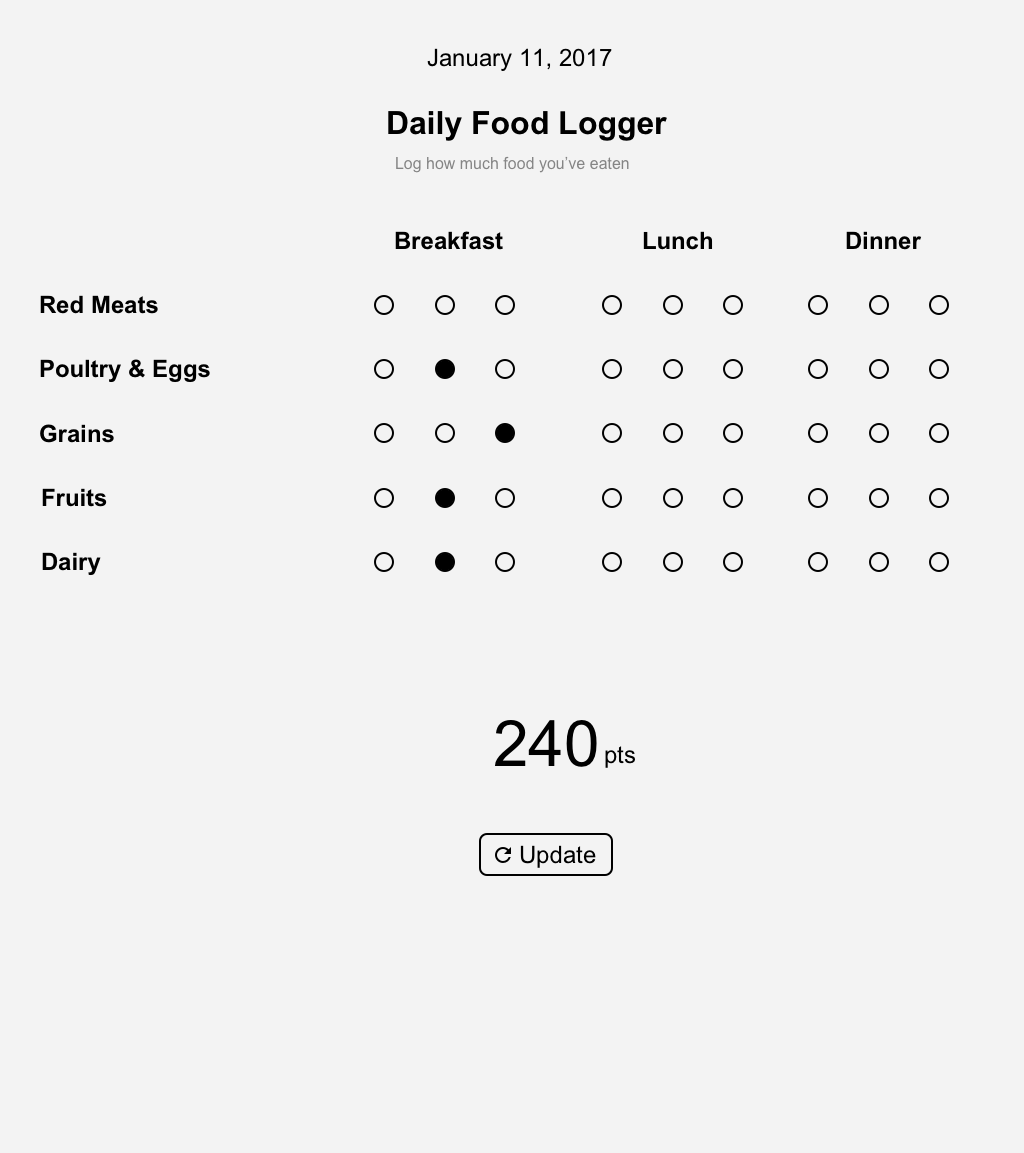 January 11, 2017
Daily Food Logger
Log how much food you’ve eaten
Breakfast Lunch Dinner
Red Meats
Poultry & Eggs
Grains
Fruits
Dairy
240 pts
Update